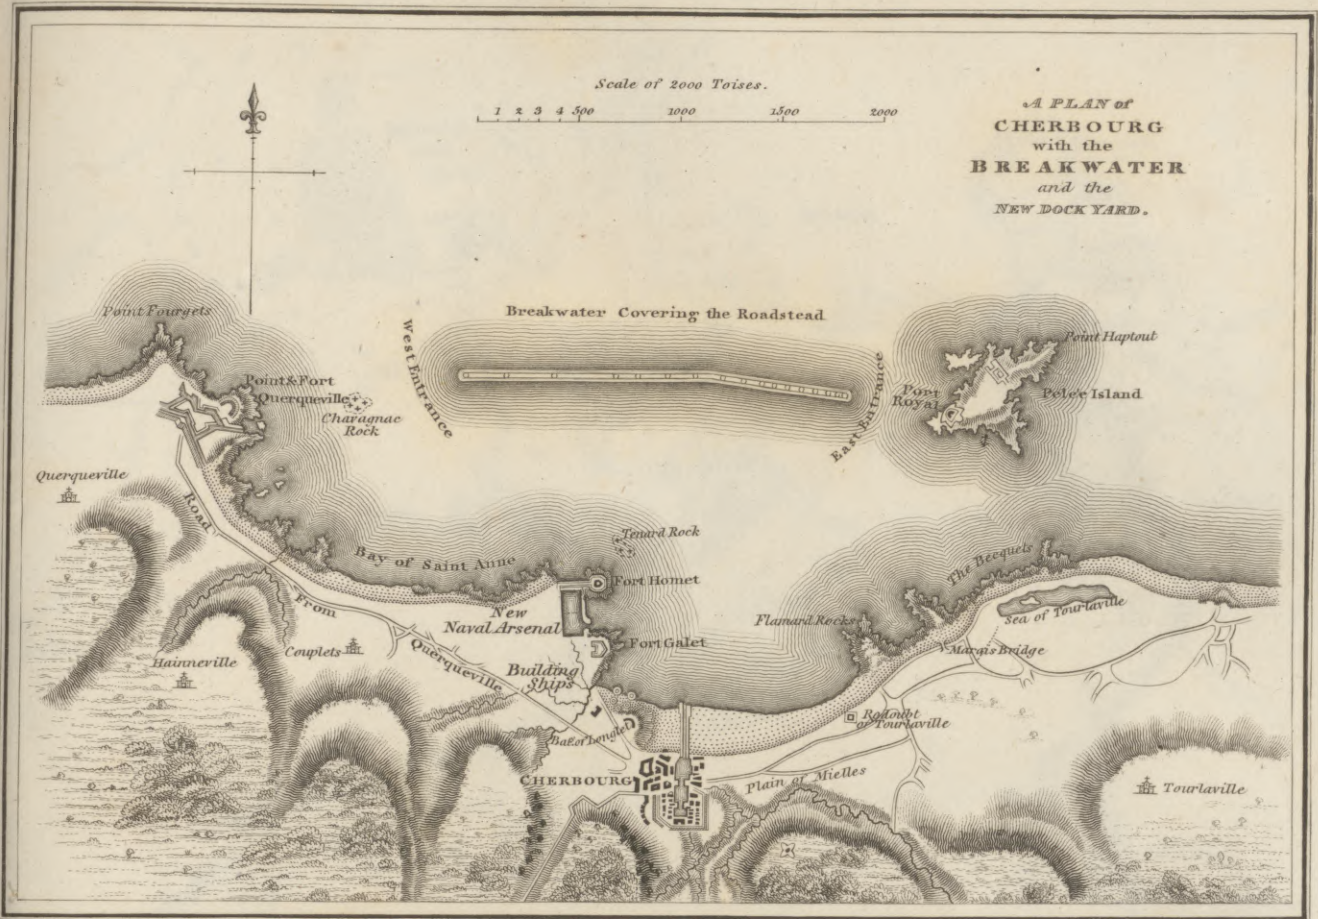 Scale of 2000 Toises.
1 2 3 4 500 1000 1500 2000
A PLAN of
CHERBOURG
with the
BREAKWATER
and the
NEW DOCK YARD.
Point Fourgets
Breakwater Covering the Roadstead
West Entrance
East Entrance
Point Haptout
Port
Royal
Pelée Island
Point & Fort
Querqueville
Charagnac
Rock
Querqueville
Road From Querqueville
Bay of Saint Anne
Tenard Rock
Fort Homet
New
Naval Arsenal
Fort Galet
Flamard Rocks
The Becquets
Sea of Tourlaville
Marais Bridge
Hainneville
Couplets
Building
Ships
Redoubt
of Tourlaville
Bat. of Longlet
CHERBOURG
Plain of Mielles
Tourlaville